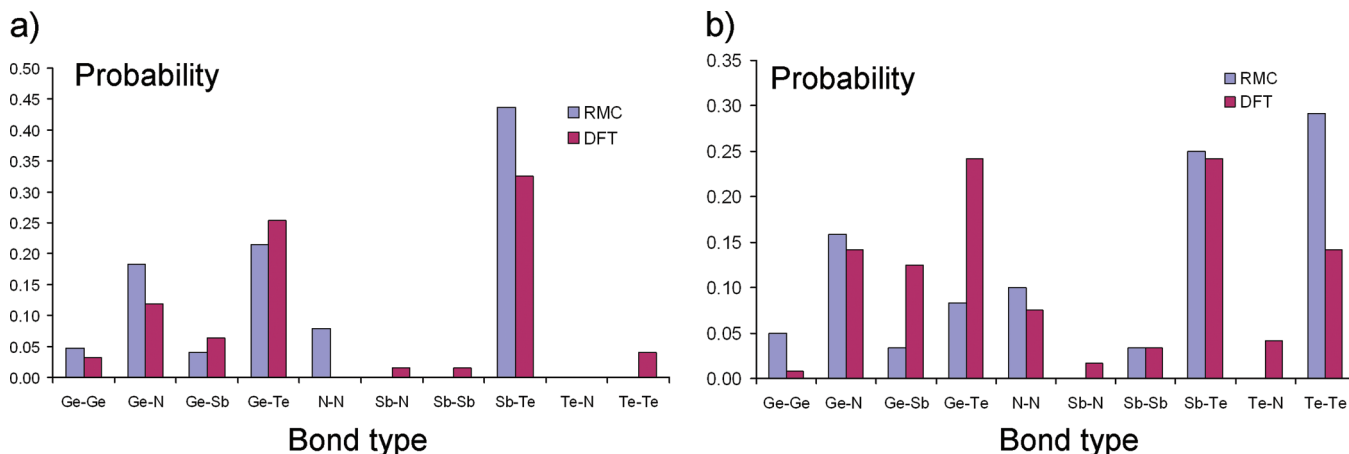 a)
Probability
0.50
0.45
0.40
0.35
0.30
0.25
0.20
0.15
0.10
0.05
0.00
RMC
DFT
Ge-Ge Ge-N Ge-Sb Ge-Te N-N Sb-N Sb-Sb Sb-Te Te-N Te-Te
Bond type
b)
Probability
0.35
0.30
0.25
0.20
0.15
0.10
0.05
0.00
RMC
DFT
Ge-Ge Ge-N Ge-Sb Ge-Te N-N Sb-N Sb-Sb Sb-Te Te-N Te-Te
Bond type